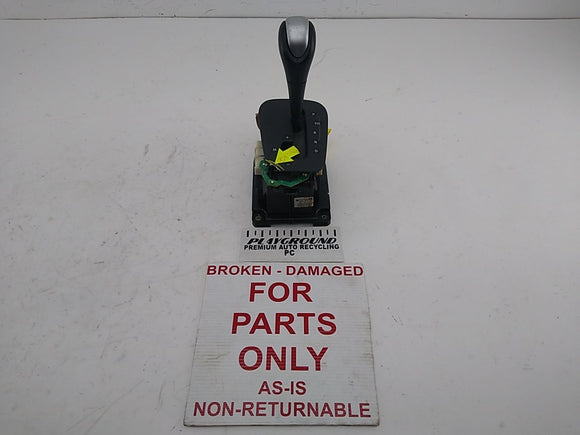 PLAYGROUND
PREMIUM AUTO RECYCLING
PC
BROKEN - DAMAGED
FOR
PARTS
ONLY
AS-IS
NON-RETURNABLE